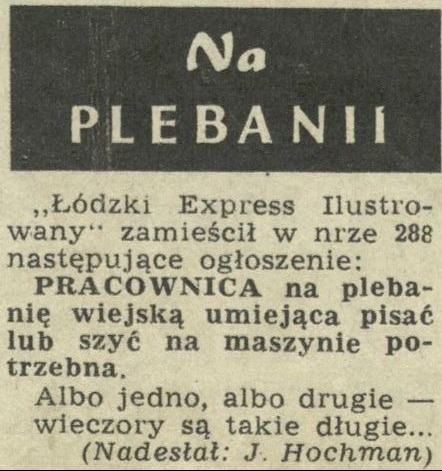 Na
PLEBANII
,,Łódzki Express Ilustro-
wany" zamieścił w nrze 288
następujące ogłoszenie:
PRACOWNICA na pleba-
nię wiejską umiejąca pisać
lub szyć na maszynie po-
trzebna.
Albo jedno, albo drugie —
wieczory są takie długie...
(Nadesłał: J. Hochman)